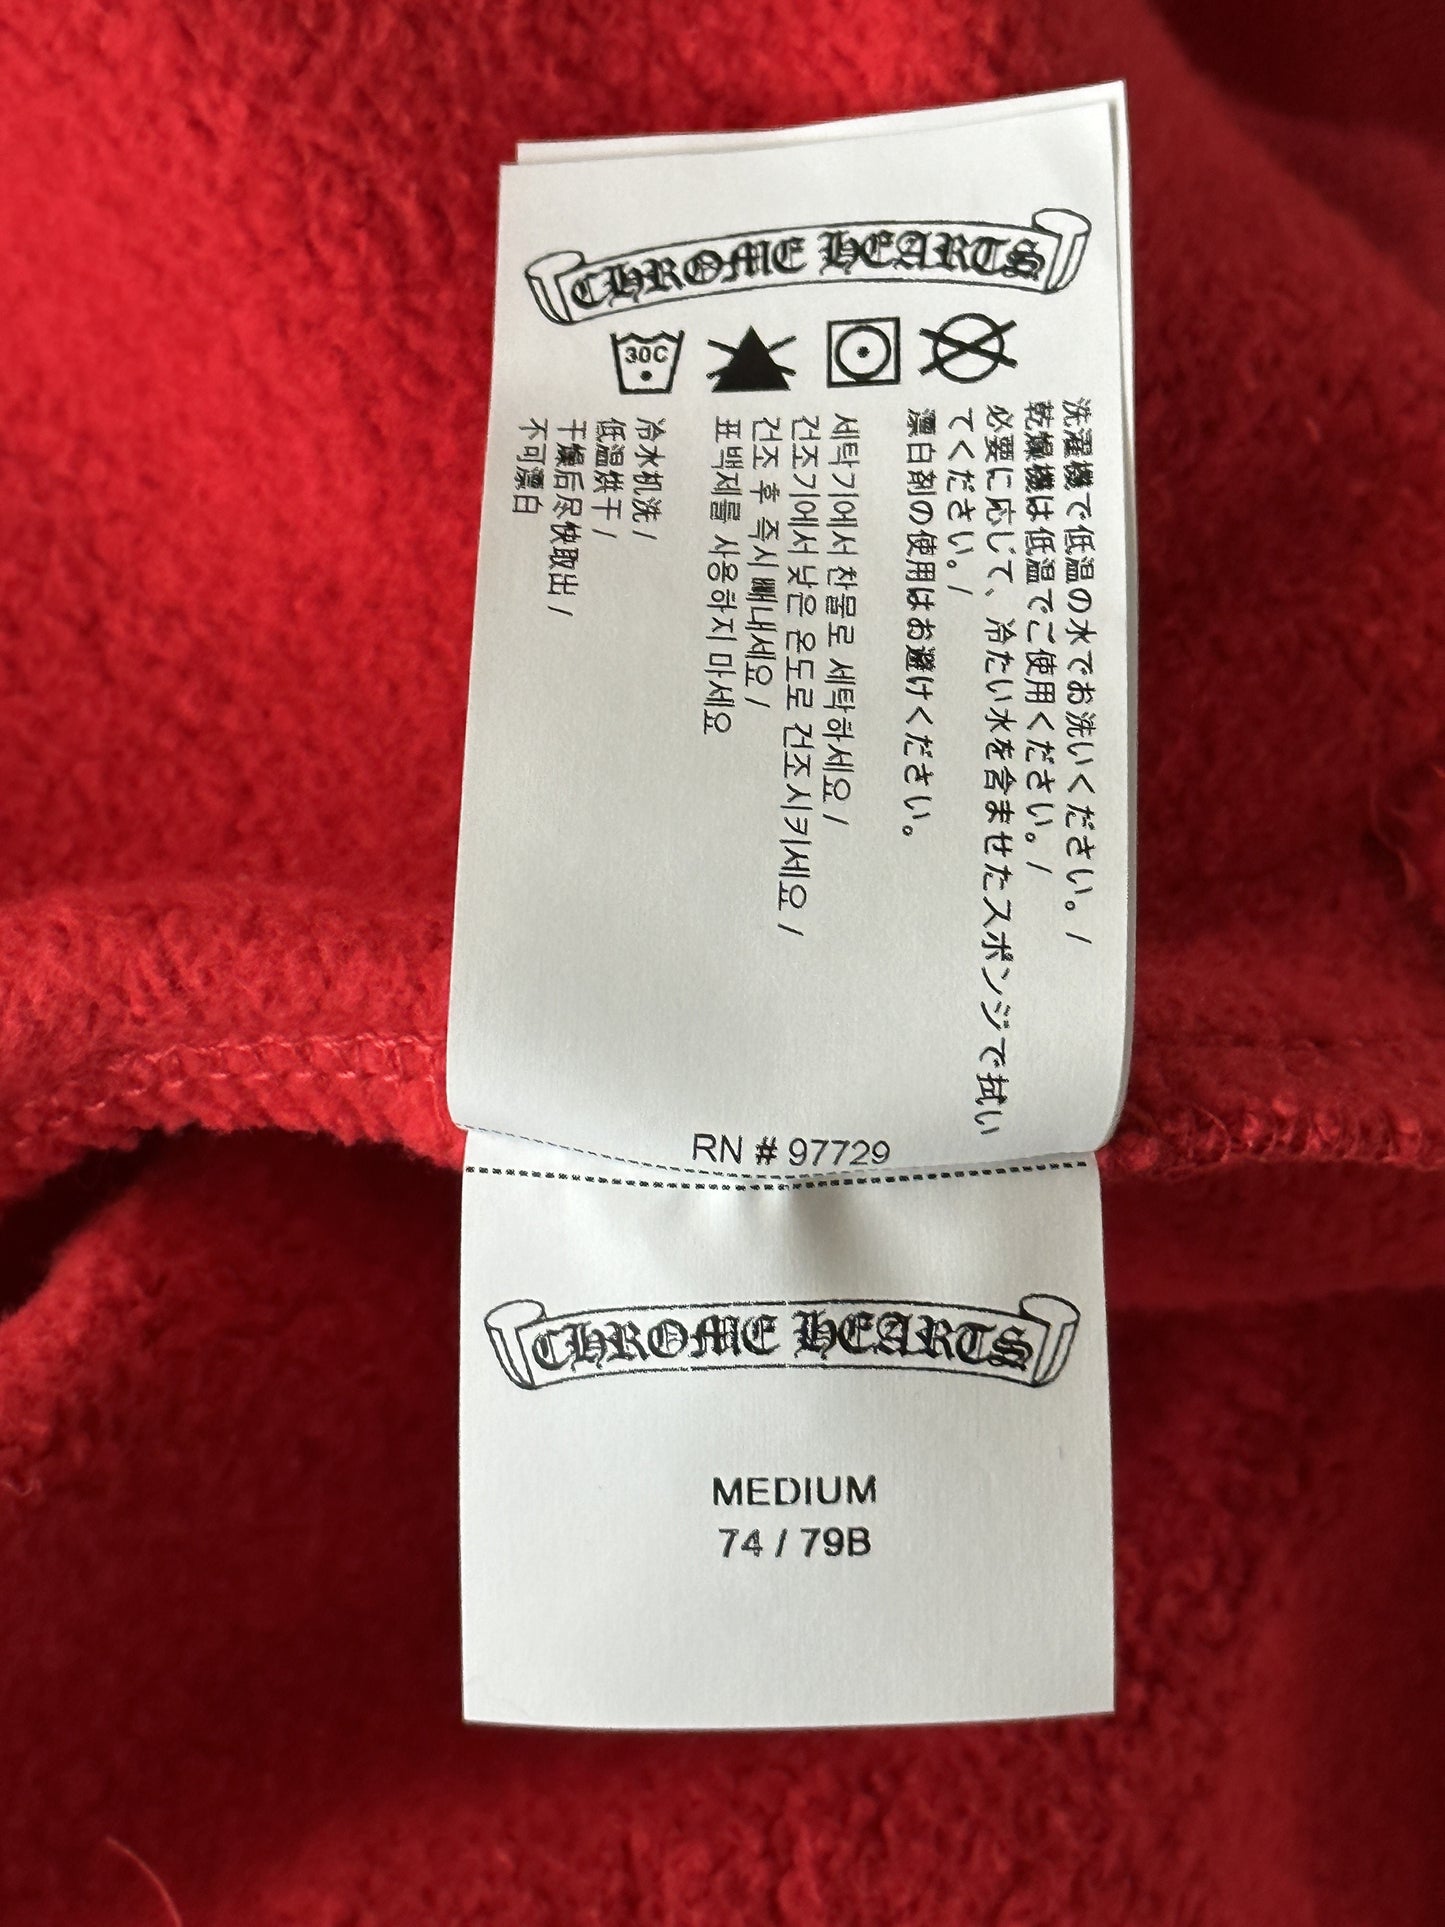 CHROME HEARTS
30C
洗濯機で低温の水でお洗いください。/
乾燥機は低温でご使用ください。/
必要に応じて、冷たい水を含ませたスポンジで拭い
てください。/
漂白剤の使用はお避けください。
세탁기에서 찬물로 세탁하세요 /
건조기에서 낮은 온도로 건조시키세요 /
건조 후 즉시 빼내세요 /
표백제를 사용하지 마세요
冷水机洗 /
低温烘干 /
干燥后尽快取出 /
不可漂白
RN # 97729
CHROME HEARTS
MEDIUM
74 / 79B